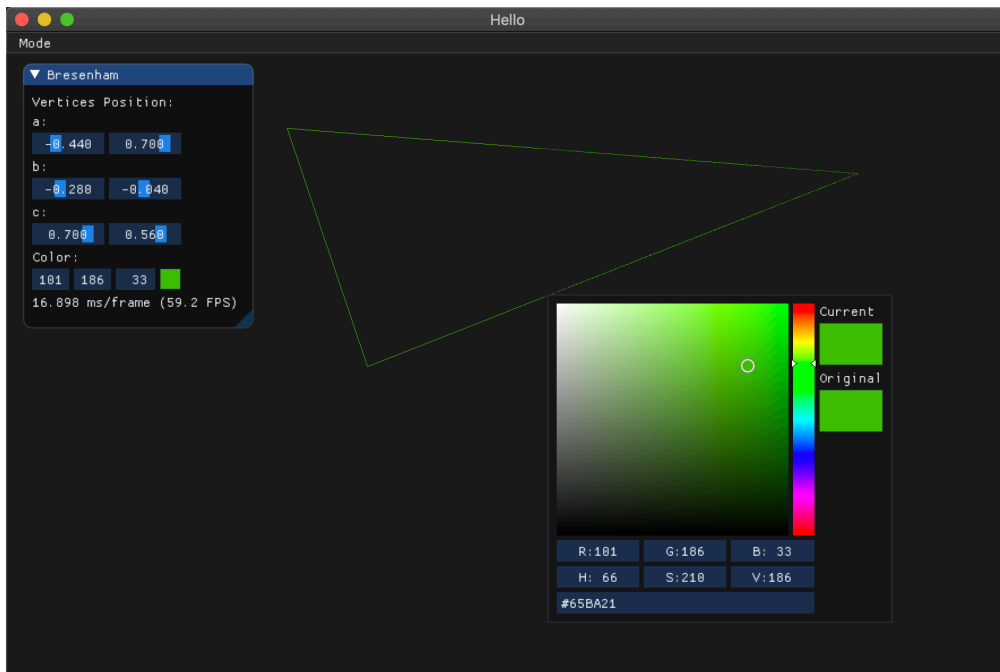 Hello
Mode
Bresenham
Vertices Position:
a:
-0.440 0.700
b:
-0.280 -0.040
c:
0.700 0.560
Color:
101 186 33
16.898 ms/frame (59.2 FPS)
Current
Original
R:101 G:186 B: 33
H: 66 S:210 V:186
#65BA21